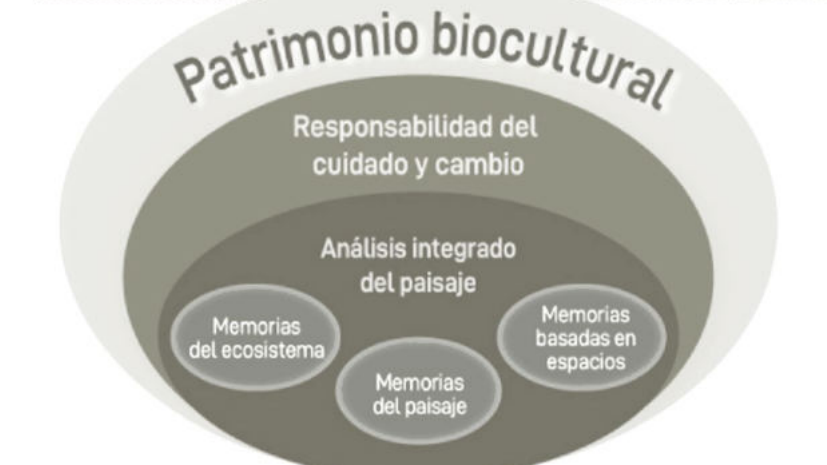 Patrimonio biocultural
Responsabilidad del
cuidado y cambio
Análisis integrado
del paisaje
Memorias
del ecosistema
Memorias
del paisaje
Memorias
basadas en
espacios